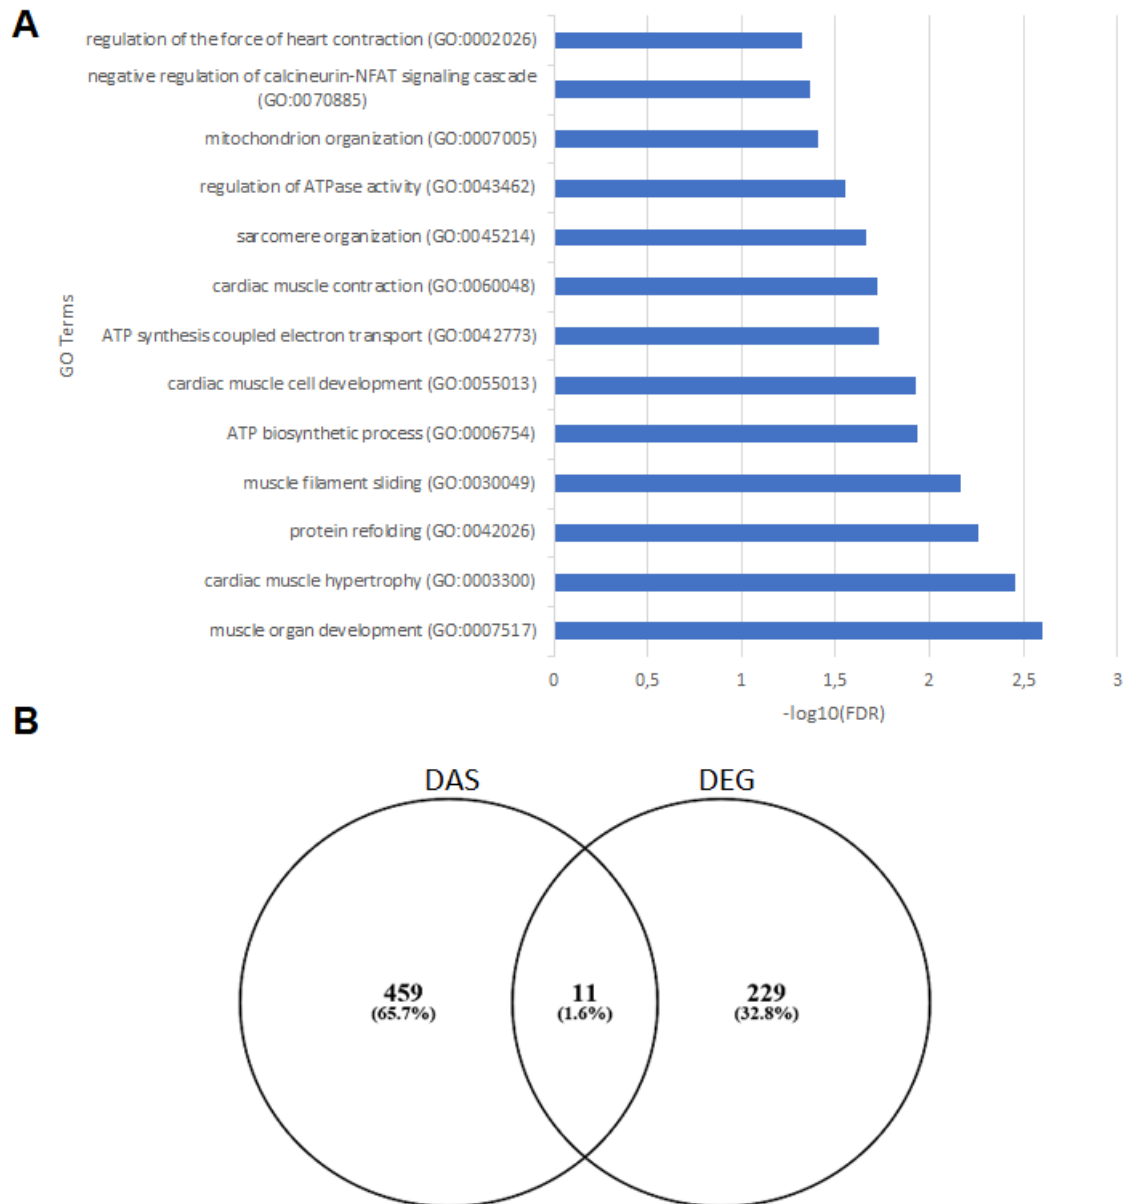 A
regulation of the force of heart contraction (GO:0002026)
negative regulation of calcineurin-NFAT signaling cascade
(GO:0070885)
mitochondrion organization (GO:0007005)
regulation of ATPase activity (GO:0043462)
sarcomere organization (GO:0045214)
cardiac muscle contraction (GO:0060048)
ATP synthesis coupled electron transport (GO:0042773)
cardiac muscle cell development (GO:0055013)
ATP biosynthetic process (GO:0006754)
muscle filament sliding (GO:0030049)
protein refolding (GO:0042026)
cardiac muscle hypertrophy (GO:0003300)
muscle organ development (GO:0007517)
GO Terms
0 0,5 1 1,5 2 2,5 3
-log10(FDR)
B
DAS DEG
459 11 229
(65.7%) (1.6%) (32.8%)